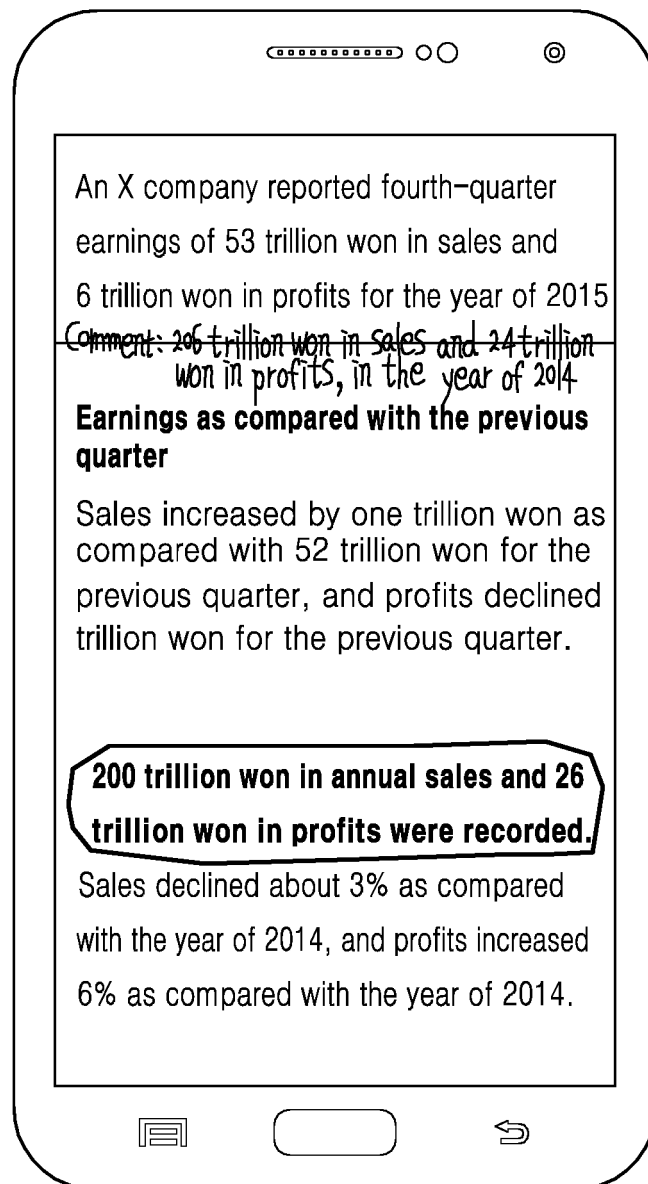 An X company reported fourth-quarter
earnings of 53 trillion won in sales and
6 trillion won in profits for the year of 2015
Comment: 206 trillion won in sales and 24 trillion
won in profits, in the year of 2014
Earnings as compared with the previous
quarter
Sales increased by one trillion won as
compared with 52 trillion won for the
previous quarter, and profits declined
trillion won for the previous quarter.
200 trillion won in annual sales and 26
trillion won in profits were recorded.
Sales declined about 3% as compared
with the year of 2014, and profits increased
6% as compared with the year of 2014.